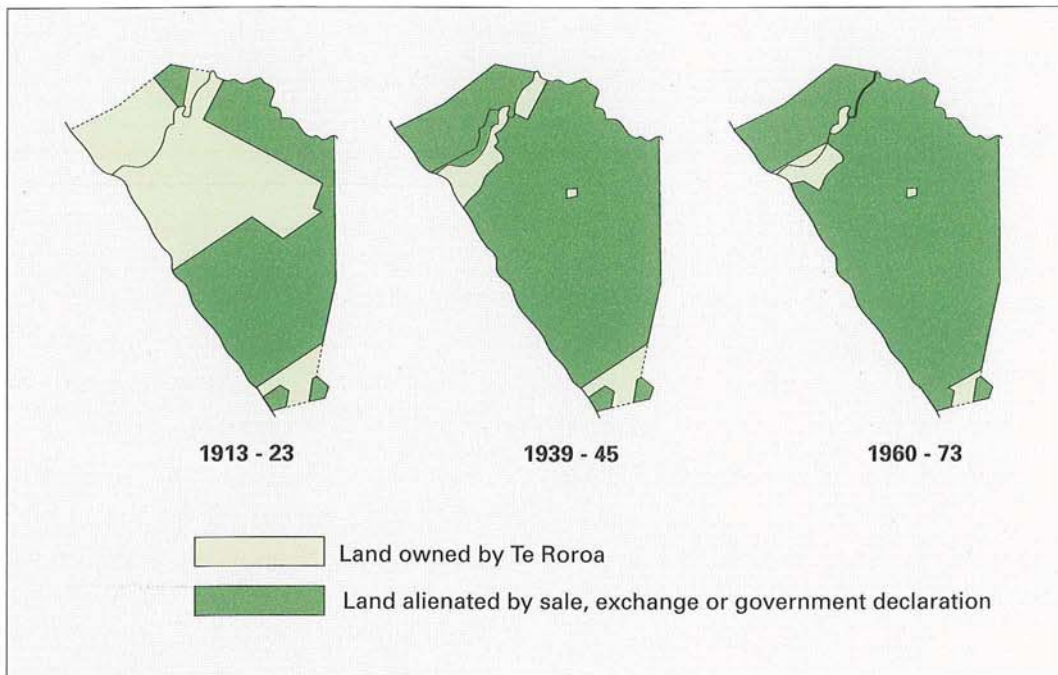 1913 - 23
1939 - 45
1960 - 73
Land owned by Te Roroa
Land alienated by sale, exchange or government declaration